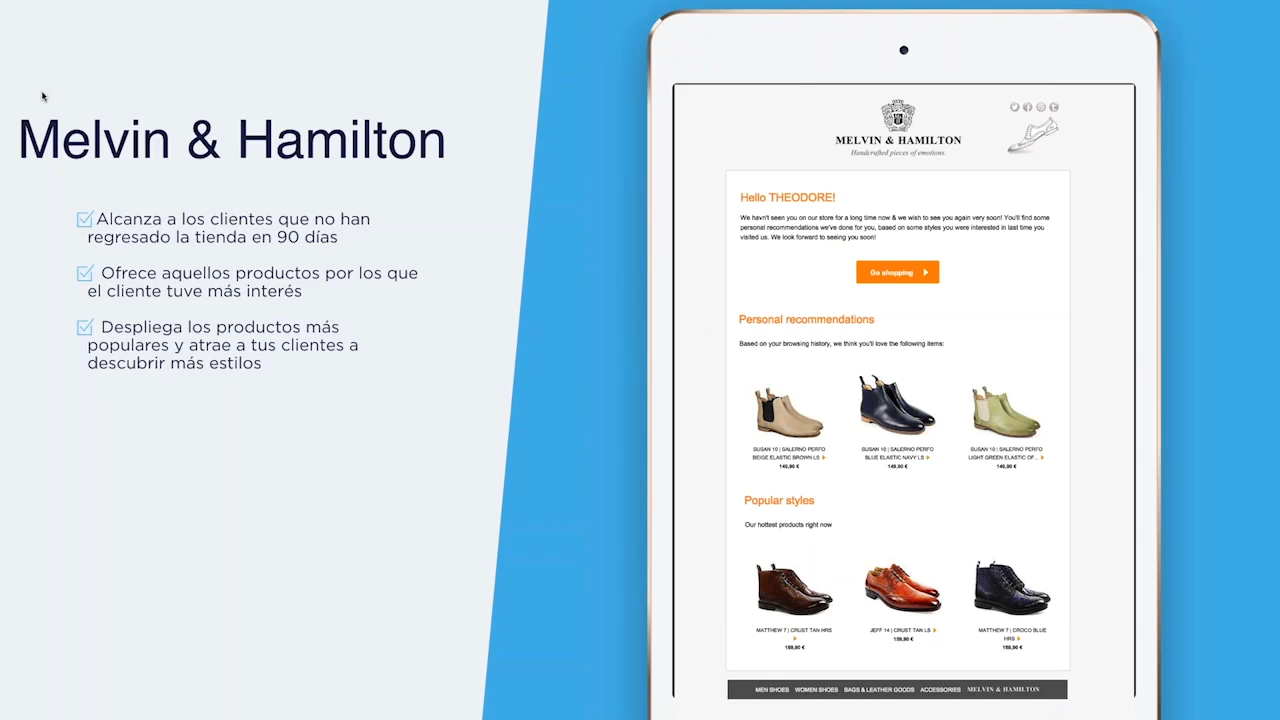 Melvin & Hamilton
Alcanza a los clientes que no han
regresado la tienda en 90 días
Ofrece aquellos productos por los que
el cliente tuve más interés
Despliega los productos más
populares y atrae a tus clientes a
descubrir más estilos
MELVIN & HAMILTON
Handcrafted pieces of emotions.
Hello THEODORE!
We havn't seen you on our store for a long time now & we wish to see you again very soon! You'll find some
personal recommendations we've done for you, based on some styles you were interested in last time you
visited us. We look forward to seeing you soon!
Go shopping
Personal recommendations
Based on your browsing history, we think you'll love the following items:
SUSAN 10 | SALERNO PERFO
BEIGE ELASTIC BROWN LS
149,90 €
SUSAN 10 | SALERNO PERFO
BLUE ELASTIC NAVY LS
149,90 €
SUSAN 10 | SALERNO PERFO
LIGHT GREEN ELASTIC OF...
149,90 €
Popular styles
Our hottest products right now
MATTHEW 7 | CRUST TAN HRS
JEFF 14 | CRUST TAN LS
159,90 €
MATTHEW 7 | CROCO BLUE
HRS
MEN SHOES WOMEN SHOES BAGS & LEATHER GOODS ACCESSORIES MELVIN & HAMILTON